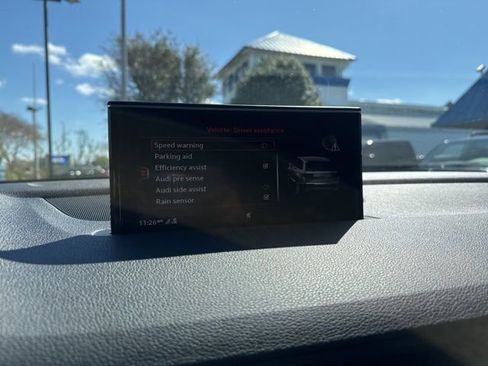 Vehicle: Driver assistance
Speed warning
Parking aid
Efficiency assist
Audi pre sense
Audi side assist
Rain sensor
11:26 AM